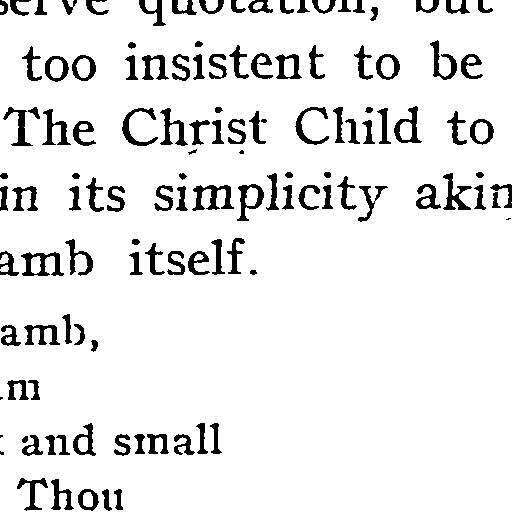 serve quotation, but
too insistent to be
The Christ Child to
in its simplicity akin
amb itself.
amb,
am
and small
Thou